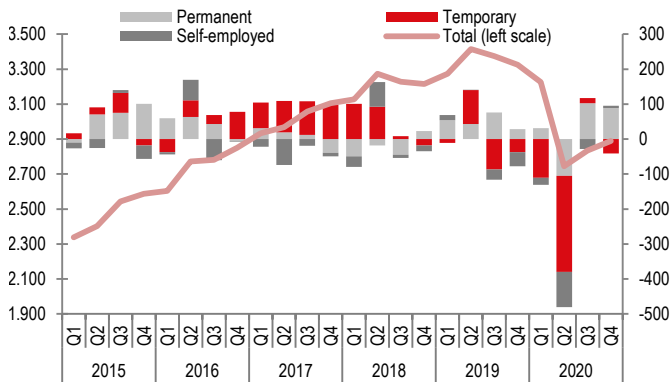 Permanent Temporary
Self-employed Total (left scale)
3.500 300
3.300 200
3.100 100
2.900 0
2.700 -100
2.500 -200
2.300 -300
2.100 -400
1.900 -500
Q1 Q2 Q3 Q4 Q1 Q2 Q3 Q4 Q1 Q2 Q3 Q4 Q1 Q2 Q3 Q4 Q1 Q2 Q3 Q4 Q1 Q2 Q3 Q4
2015 2016 2017 2018 2019 2020